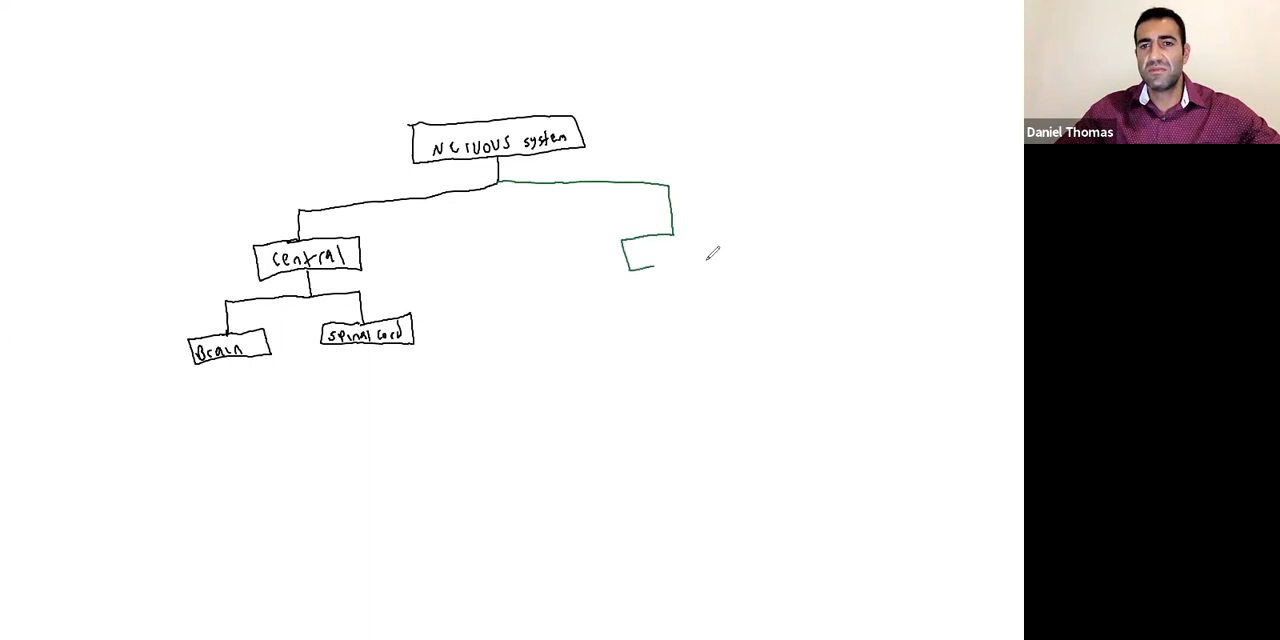 Nervous system
central
Brain
spinal cord
Daniel Thomas